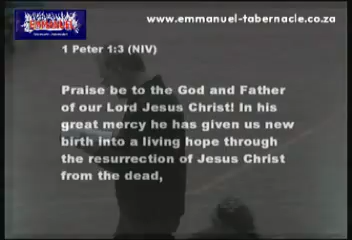 www.emmanuel-tabernacle.co.za
EMMANUEL
1 Peter 1:3 (NIV)
Praise be to the God and Father
of our Lord Jesus Christ! In his
great mercy he has given us new
birth into a living hope through
the resurrection of Jesus Christ
from the dead,